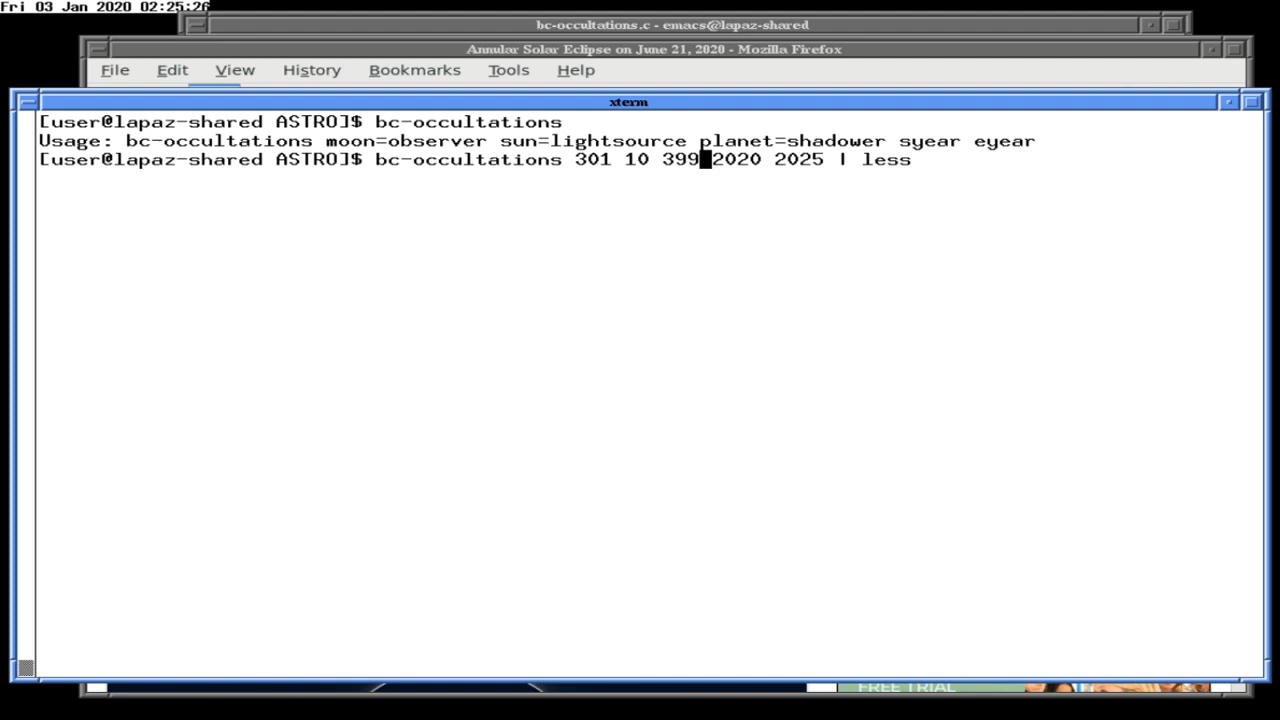 Fri 03 Jan 2020 02:25:26
bc-occultations.c - emacs@lapaz-shared
Annular Solar Eclipse on June 21, 2020 - Mozilla Firefox
File Edit View History Bookmarks Tools Help
xterm
[user@lapaz-shared ASTRO]$ bc-occultations
Usage: bc-occultations moon=observer sun=lightsource planet=shadower syear eyear
[user@lapaz-shared ASTRO]$ bc-occultations 301 10 399 2020 2025 | less
FREE TRIAL